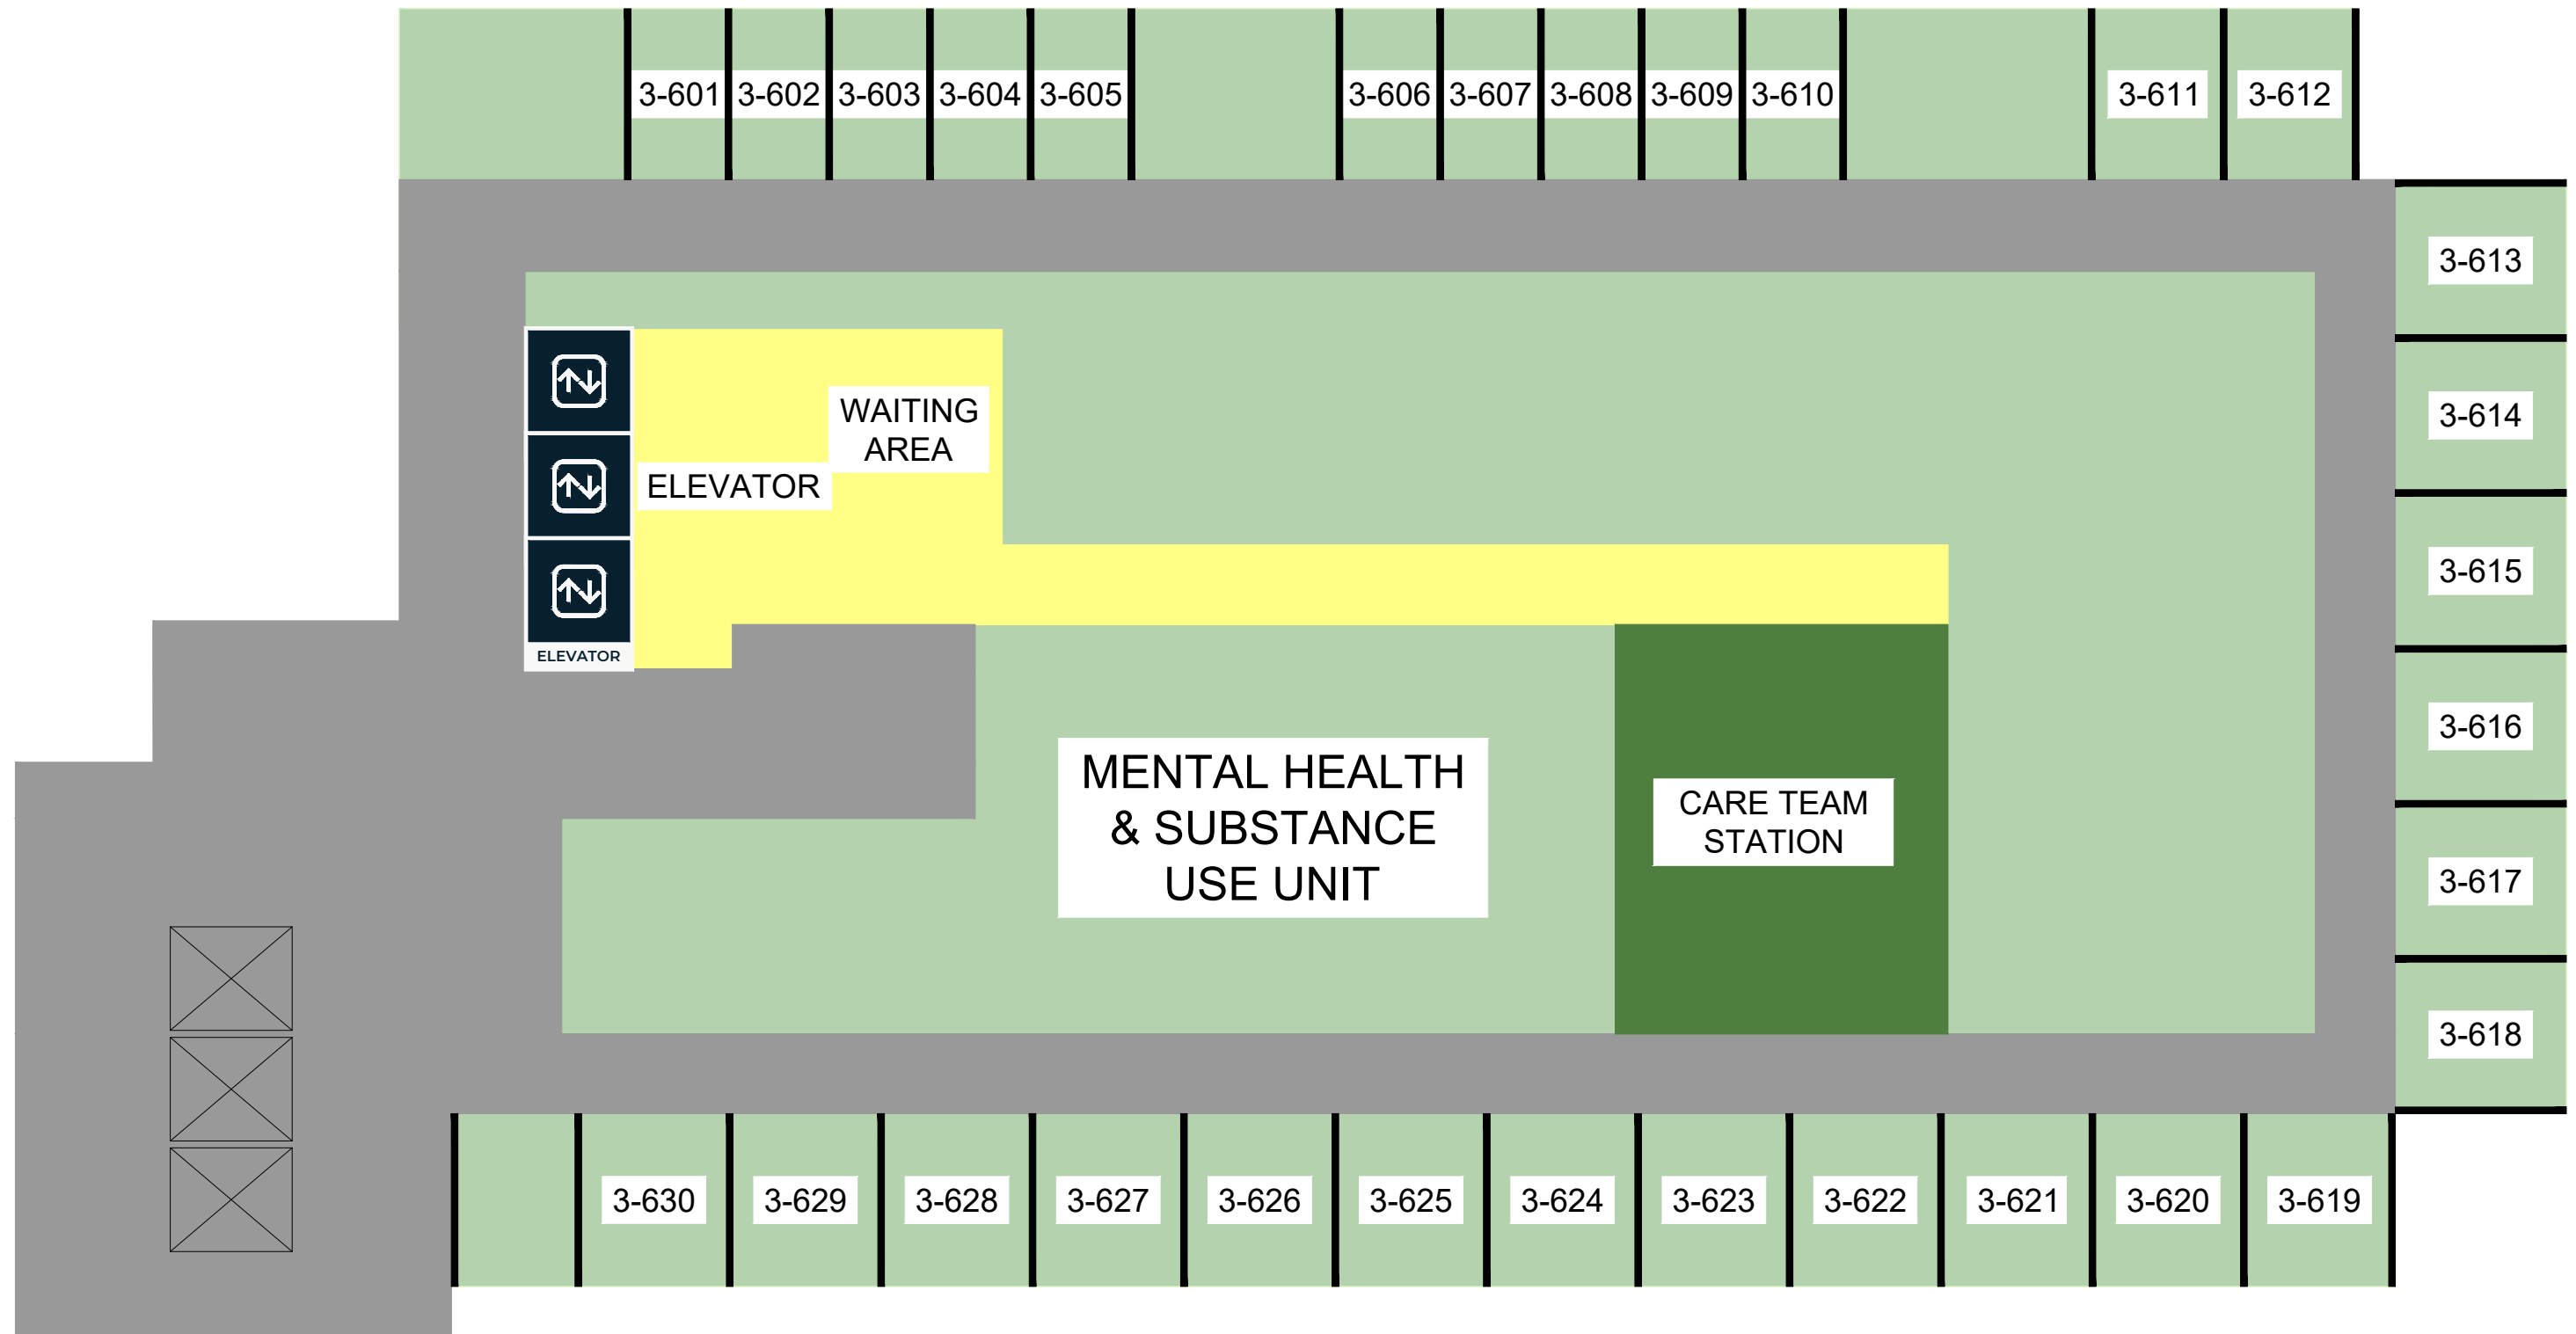 3-601 3-602 3-603 3-604 3-605 3-606 3-607 3-608 3-609 3-610 3-611 3-612
3-613
WAITING
AREA
3-614
ELEVATOR
3-615
ELEVATOR
3-616
MENTAL HEALTH
& SUBSTANCE
USE UNIT
CARE TEAM
STATION
3-617
3-618
3-630 3-629 3-628 3-627 3-626 3-625 3-624 3-623 3-622 3-621 3-620 3-619